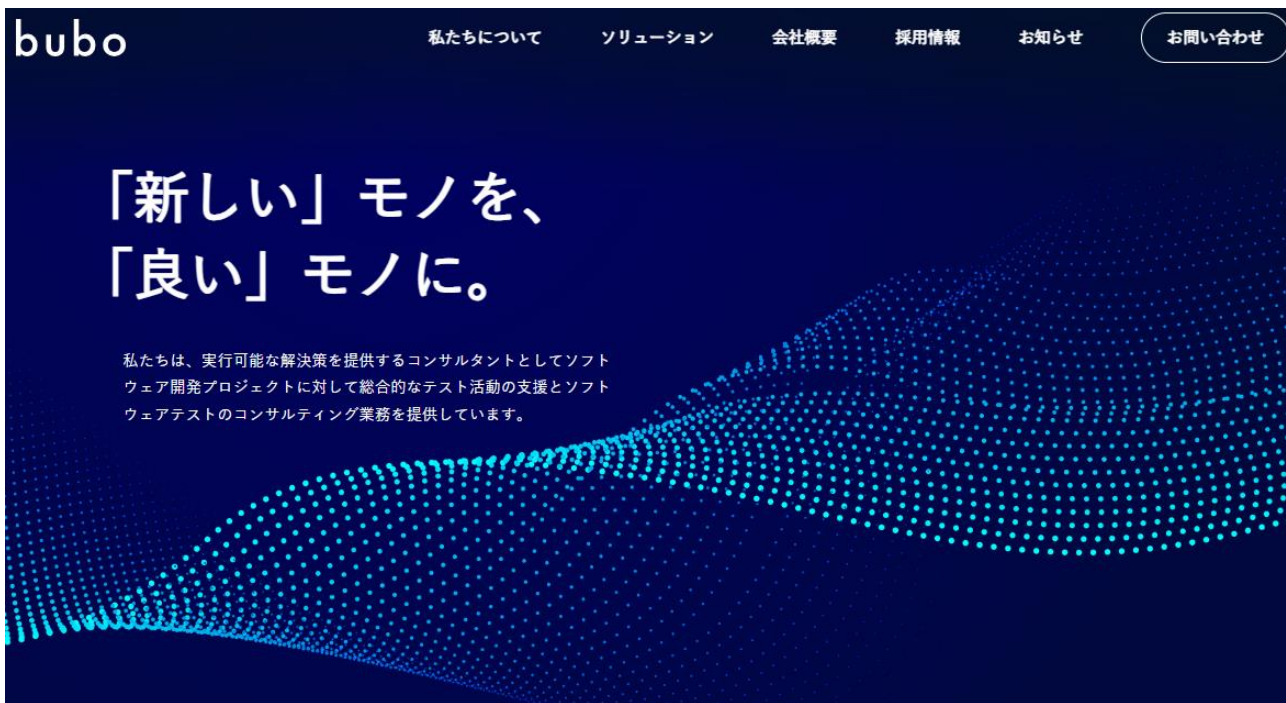 bubo
私たちについて
ソリューション
会社概要
採用情報
お知らせ
お問い合わせ
「新しい」モノを、
「良い」モノに。
私たちは、実行可能な解決策を提供するコンサルタントとしてソフト
ウェア開発プロジェクトに対して総合的なテスト活動の支援とソフト
ウェアテストのコンサルティング業務を提供しています。